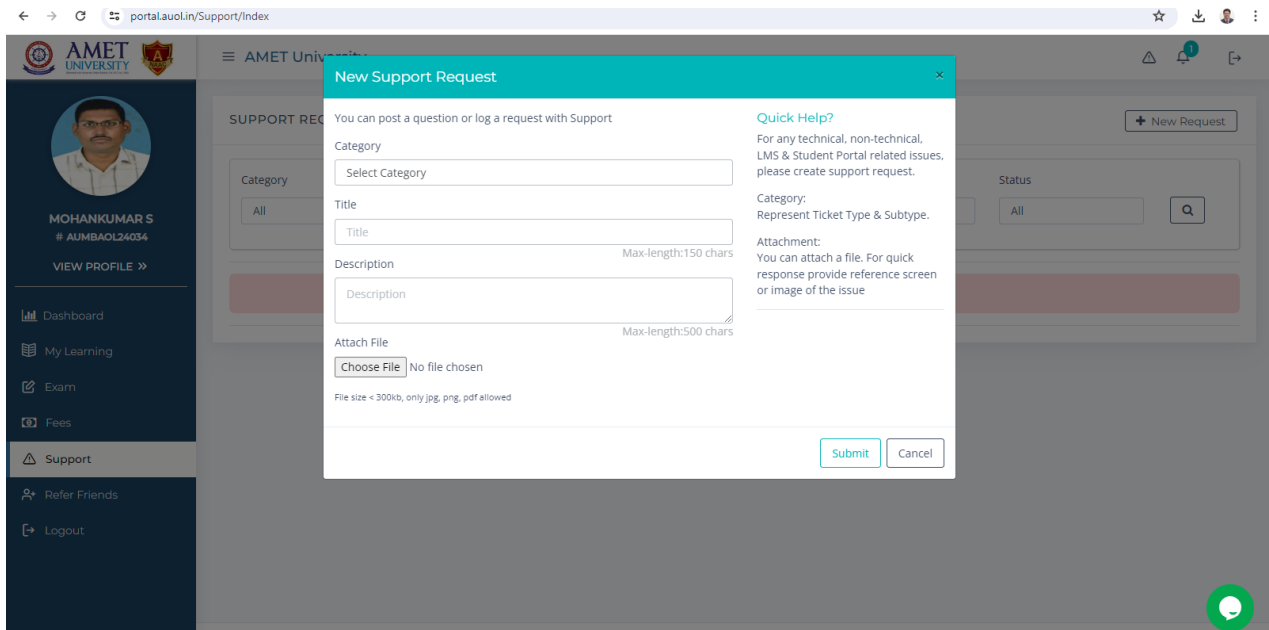 portal.auol.in/Support/Index
AMET
UNIVERSITY
AMET Univ
1
MOHANKUMAR S
# AUMBAOL24034
VIEW PROFILE »
Dashboard
My Learning
Exam
Fees
Support
Refer Friends
Logout
SUPPORT REC
+ New Request
Category
All
Status
All
New Support Request
×
You can post a question or log a request with Support
Category
Select Category
Title
Title
Max-length:150 chars
Description
Description
Max-length:500 chars
Attach File
Choose File No file chosen
File size < 300kb, only jpg, png, pdf allowed
Quick Help?
For any technical, non-technical,
LMS & Student Portal related issues,
please create support request.
Category:
Represent Ticket Type & Subtype.
Attachment:
You can attach a file. For quick
response provide reference screen
or image of the issue
Submit
Cancel